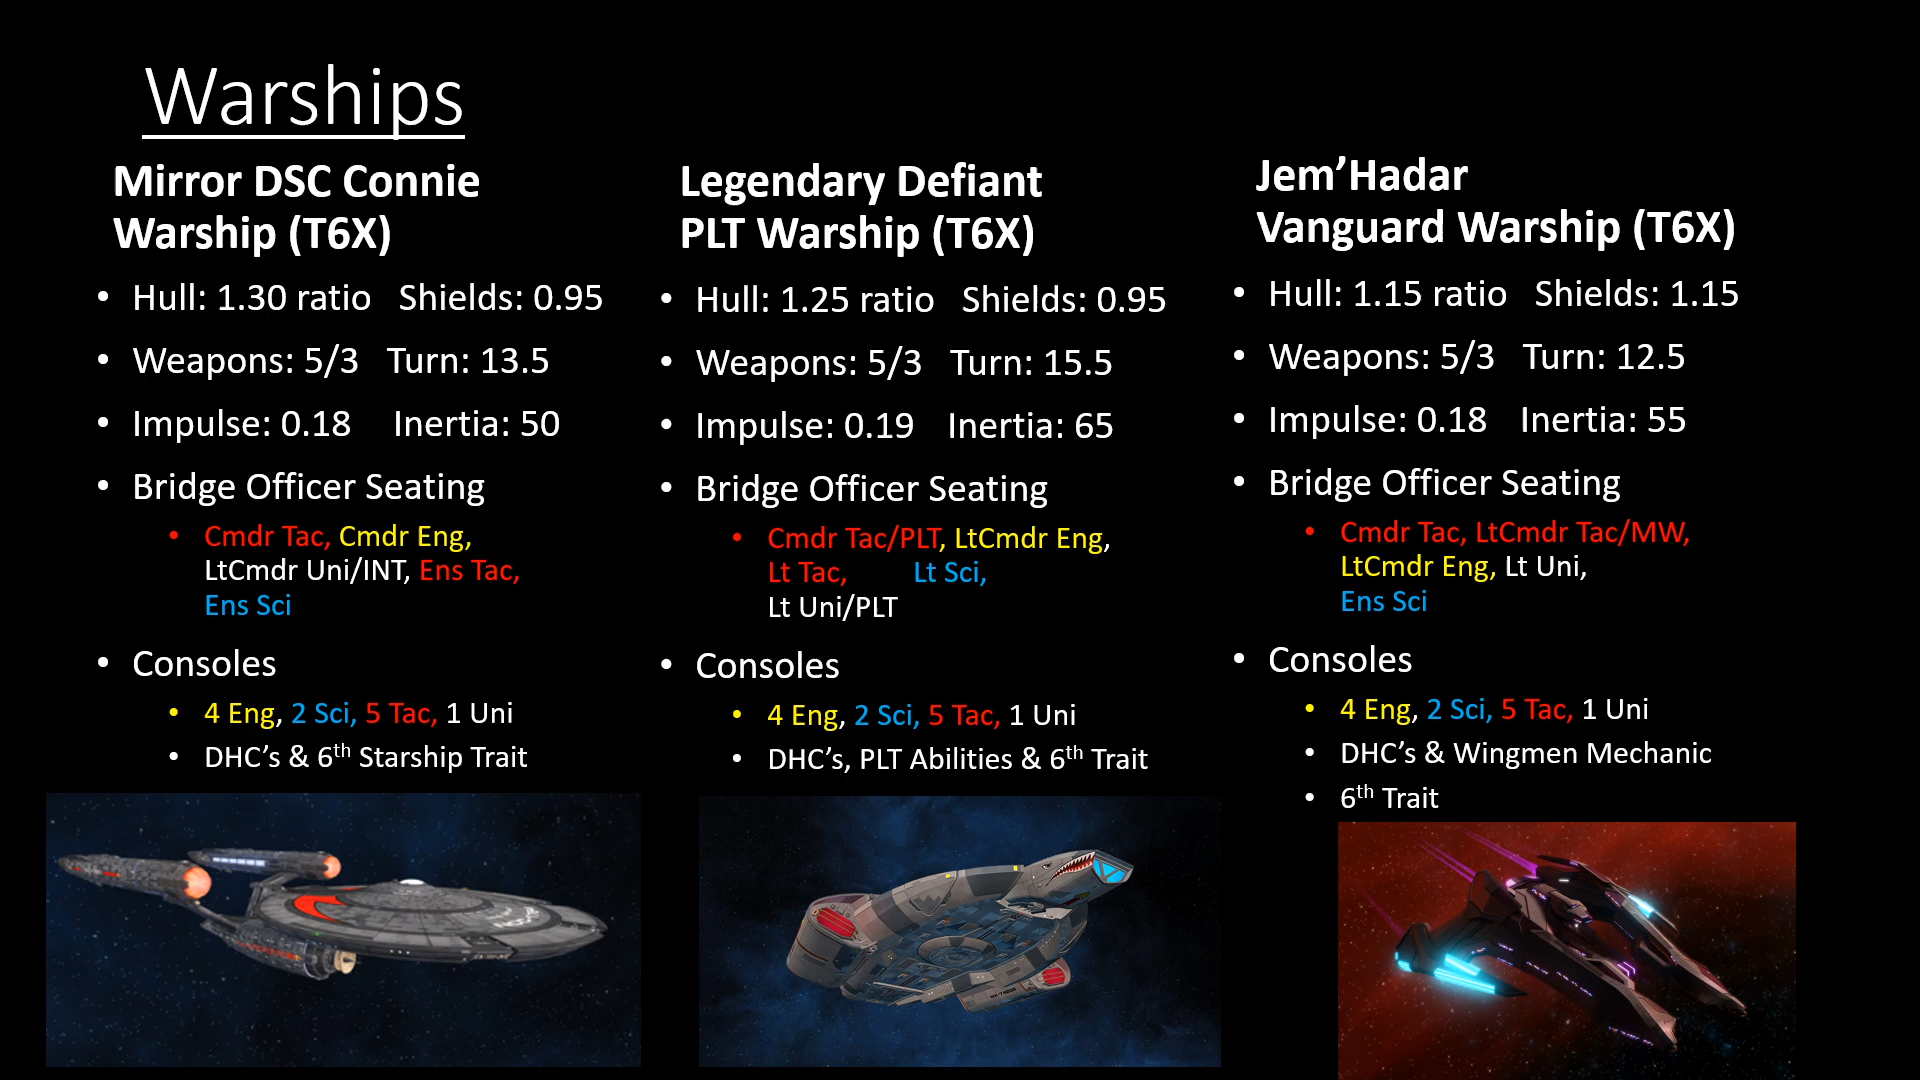 Warships
Mirror DSC Connie
Warship (T6X)
• Hull: 1.30 ratio Shields: 0.95
• Weapons: 5/3 Turn: 13.5
• Impulse: 0.18 Inertia: 50
• Bridge Officer Seating
• Cmdr Tac, Cmdr Eng,
LtCmdr Uni/INT, Ens Tac,
Ens Sci
• Consoles
• 4 Eng, 2 Sci, 5 Tac, 1 Uni
• DHC’s & 6th Starship Trait
Legendary Defiant
PLT Warship (T6X)
• Hull: 1.25 ratio Shields: 0.95
• Weapons: 5/3 Turn: 15.5
• Impulse: 0.19 Inertia: 65
• Bridge Officer Seating
• Cmdr Tac/PLT, LtCmdr Eng,
Lt Tac, Lt Sci,
Lt Uni/PLT
• Consoles
• 4 Eng, 2 Sci, 5 Tac, 1 Uni
• DHC’s, PLT Abilities & 6th Trait
Jem’Hadar
Vanguard Warship (T6X)
• Hull: 1.15 ratio Shields: 1.15
• Weapons: 5/3 Turn: 12.5
• Impulse: 0.18 Inertia: 55
• Bridge Officer Seating
• Cmdr Tac, LtCmdr Tac/MW,
LtCmdr Eng, Lt Uni,
Ens Sci
• Consoles
• 4 Eng, 2 Sci, 5 Tac, 1 Uni
• DHC’s & Wingmen Mechanic
• 6th Trait